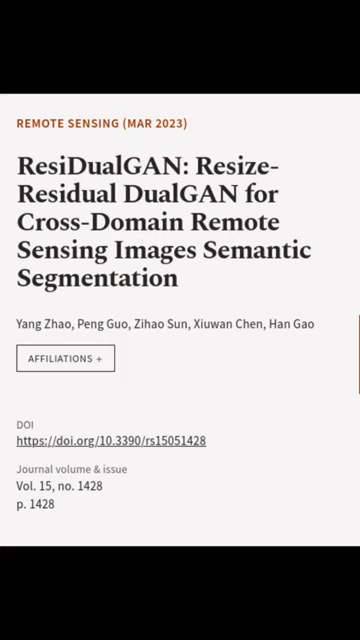 REMOTE SENSING (MAR 2023)
ResiDualGAN: Resize-
Residual DualGAN for
Cross-Domain Remote
Sensing Images Semantic
Segmentation
Yang Zhao, Peng Guo, Zihao Sun, Xiuwan Chen, Han Gao
AFFILIATIONS +
DOI
https://doi.org/10.3390/rs15051428
Journal volume & issue
Vol. 15, no. 1428
p. 1428